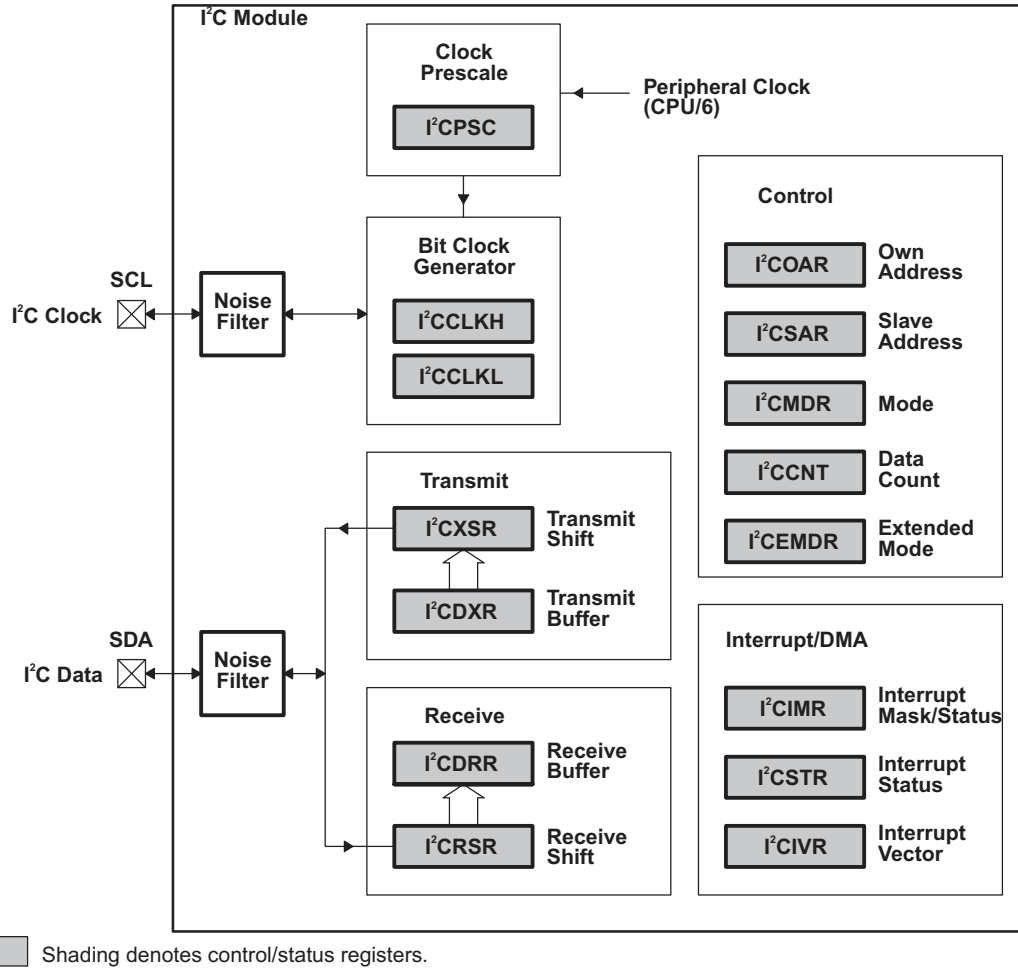 I²C Module
Clock
Prescale
I²CPSC
Peripheral Clock
(CPU/6)
Bit Clock
Generator
I²CCLKH
I²CCLKL
SCL
I²C Clock
Noise
Filter
Control
I²COAR
Own
Address
I²CSAR
Slave
Address
I²CMDR
Mode
I²CCNT
Data
Count
I²CEMDR
Extended
Mode
Transmit
I²CXSR
Transmit
Shift
I²CDXR
Transmit
Buffer
SDA
I²C Data
Noise
Filter
Receive
I²CDRR
Receive
Buffer
I²CRSR
Receive
Shift
Interrupt/DMA
I²CIMR
Interrupt
Mask/Status
I²CSTR
Interrupt
Status
I²CIVR
Interrupt
Vector
Shading denotes control/status registers.